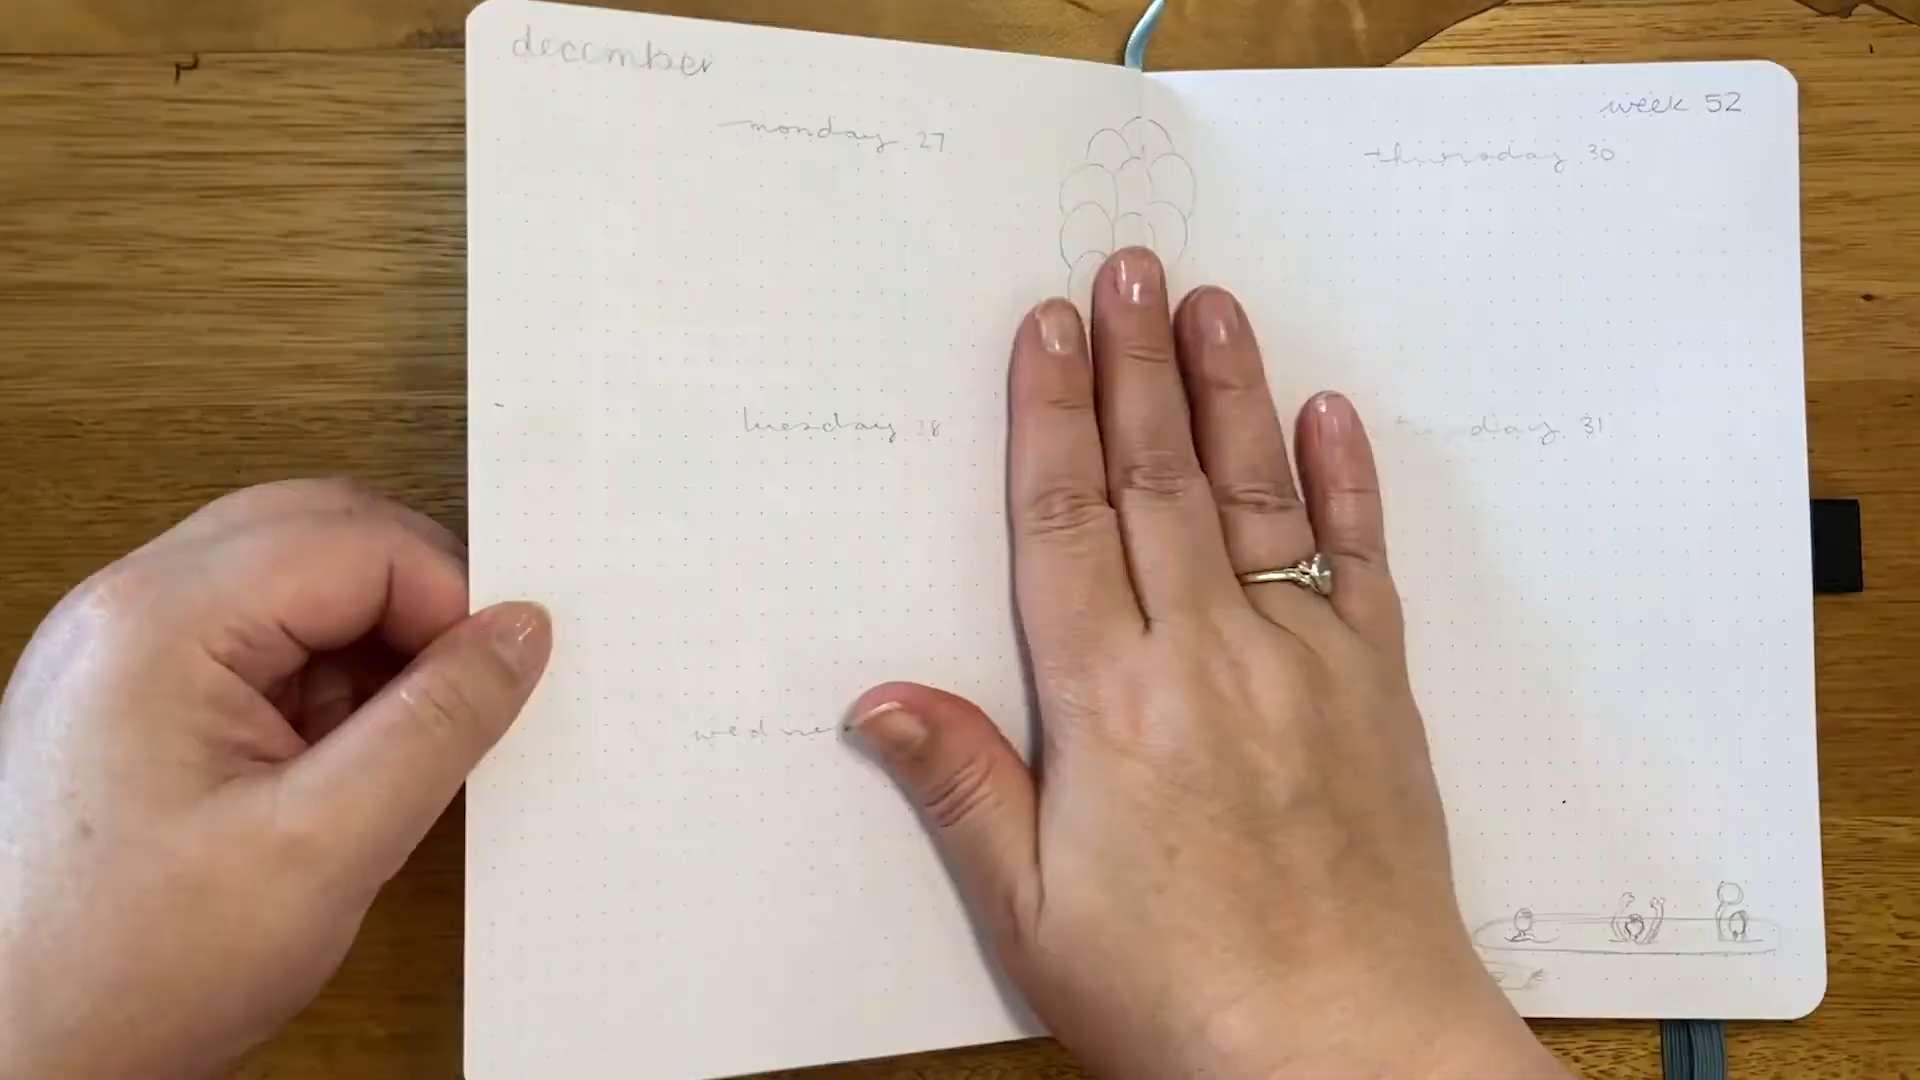 december
monday 27
tuesday 28
week 52
thursday 30
day 31